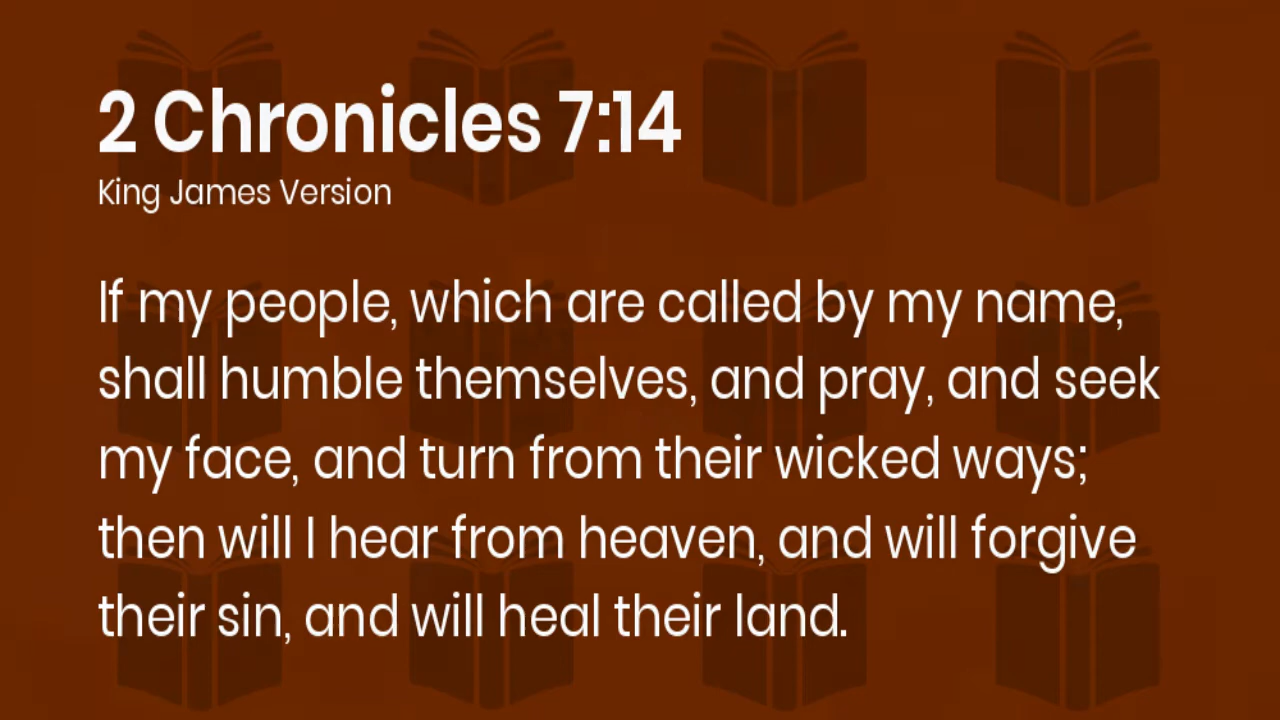 2 Chronicles 7:14
King James Version
If my people, which are called by my name,
shall humble themselves, and pray, and seek
my face, and turn from their wicked ways;
then will I hear from heaven, and will forgive
their sin, and will heal their land.